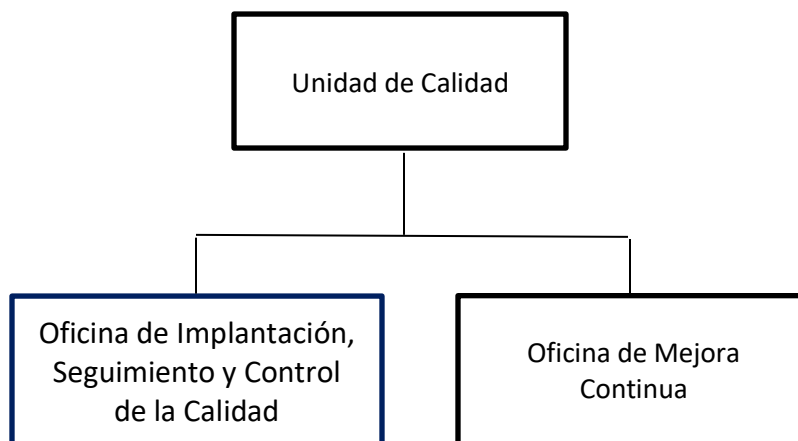 Unidad de Calidad
Oficina de Implantación,
Seguimiento y Control
de la Calidad
Oficina de Mejora
Continua